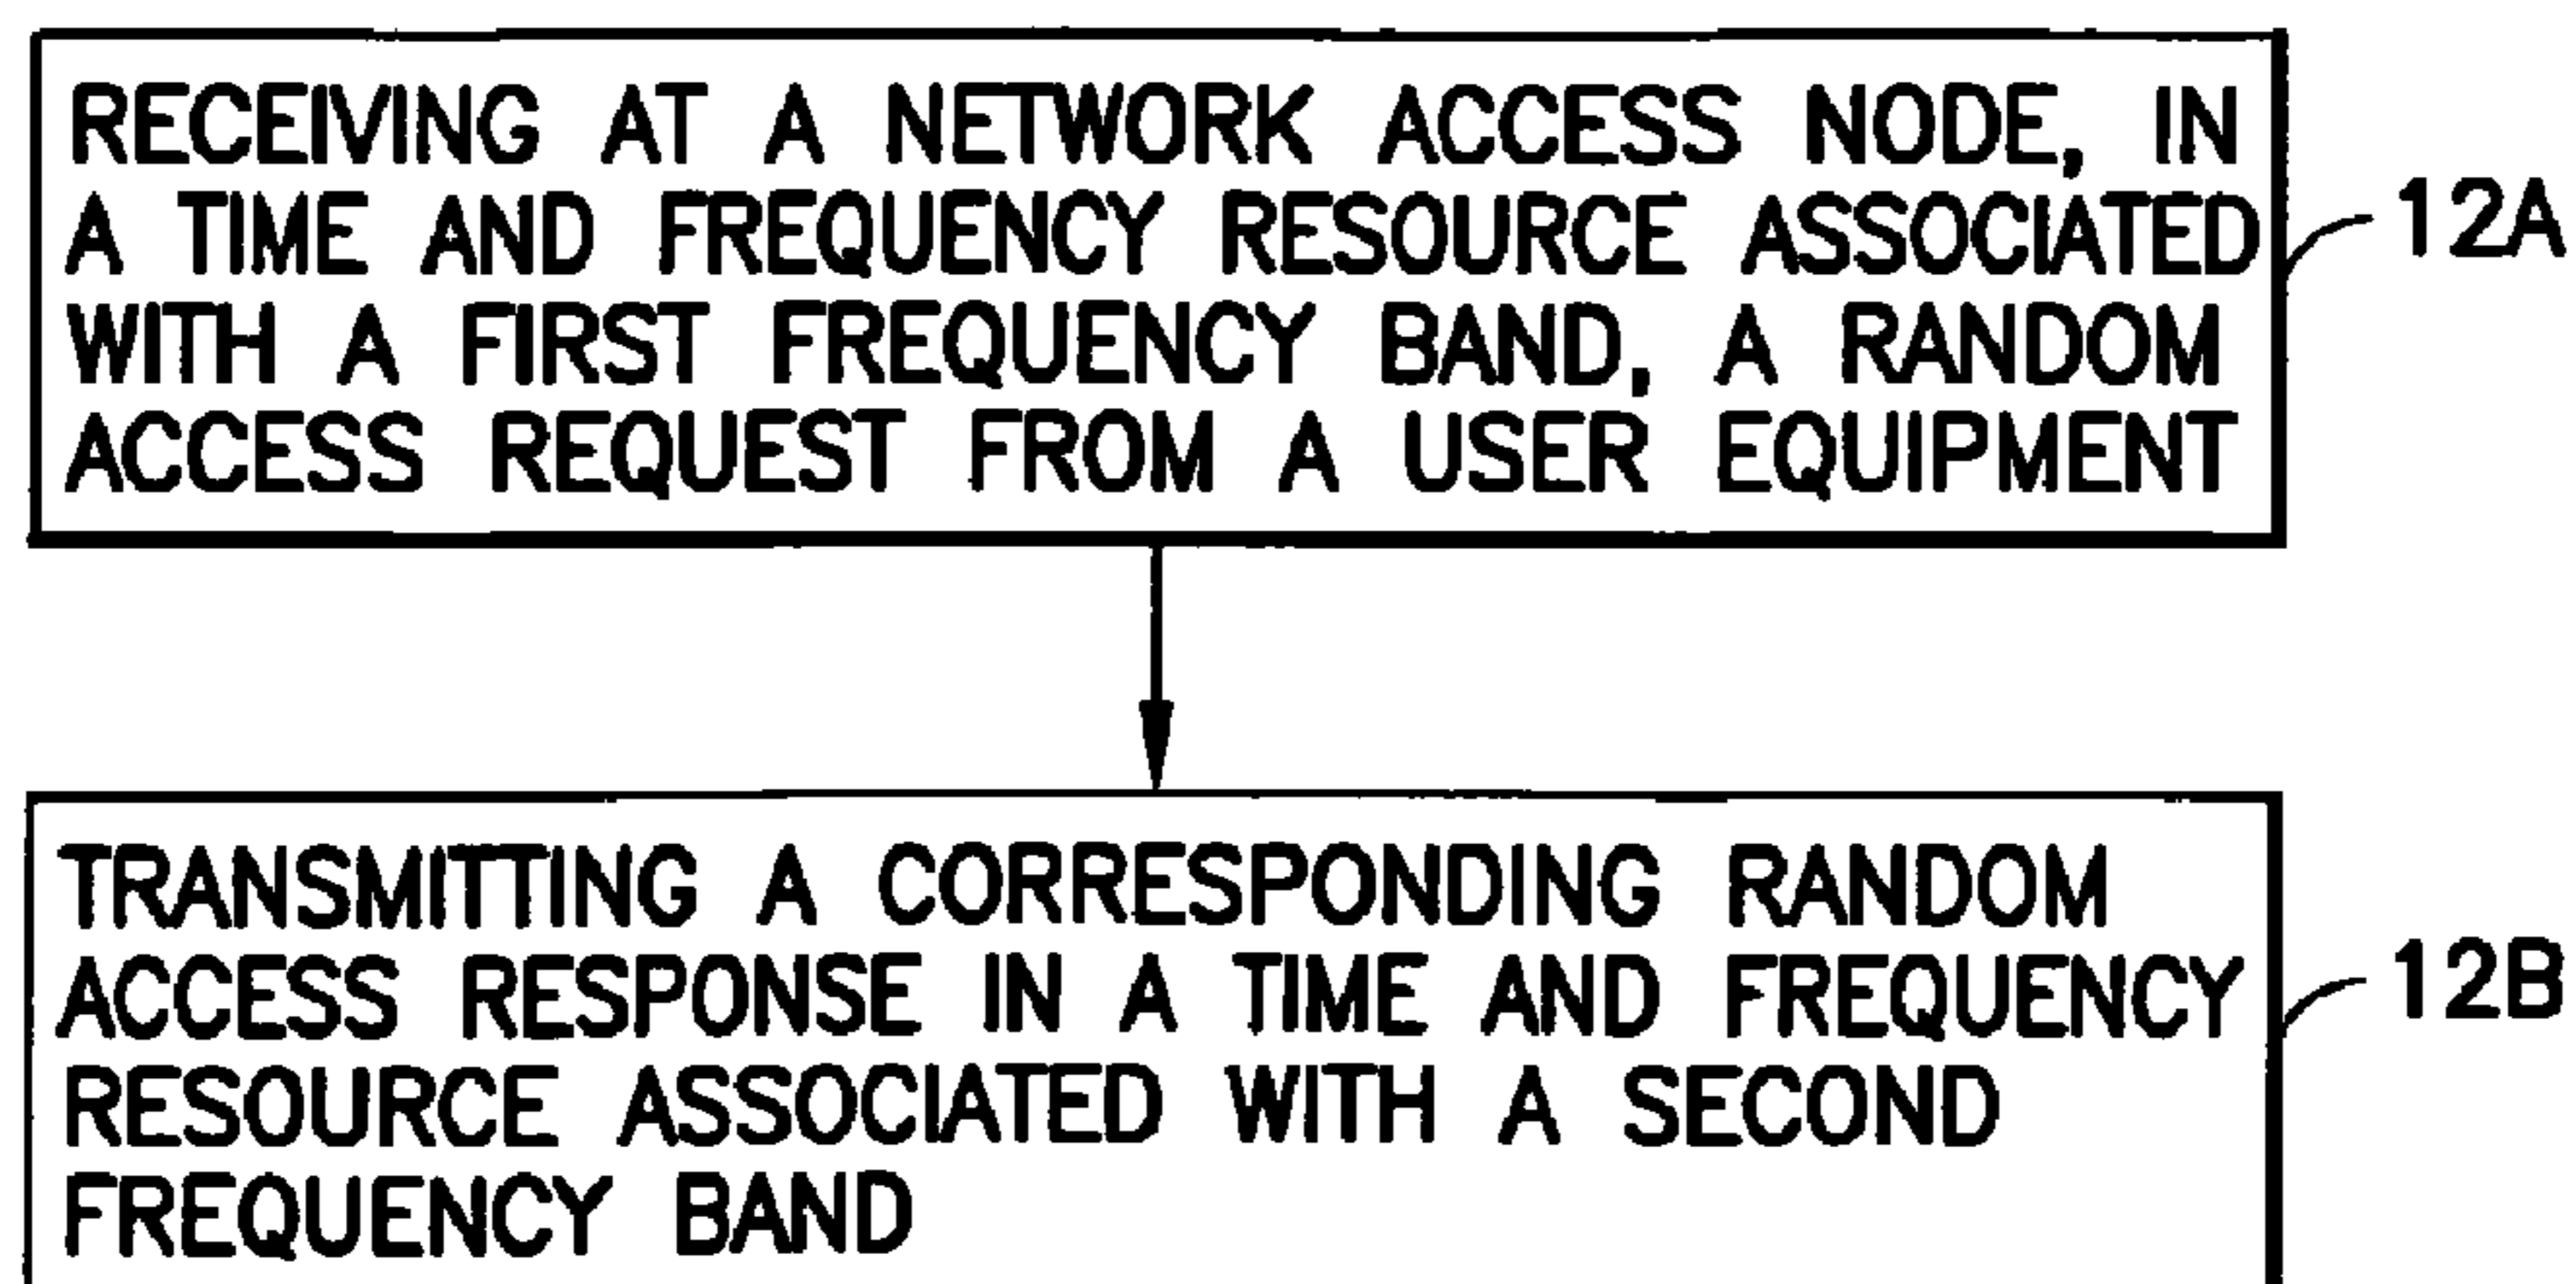 RECEIVING AT A NETWORK ACCESS NODE, IN
A TIME AND FREQUENCY RESOURCE ASSOCIATED
WITH A FIRST FREQUENCY BAND, A RANDOM
ACCESS REQUEST FROM A USER EQUIPMENT
12A
TRANSMITTING A CORRESPONDING RANDOM
ACCESS RESPONSE IN A TIME AND FREQUENCY
RESOURCE ASSOCIATED WITH A SECOND
FREQUENCY BAND
12B